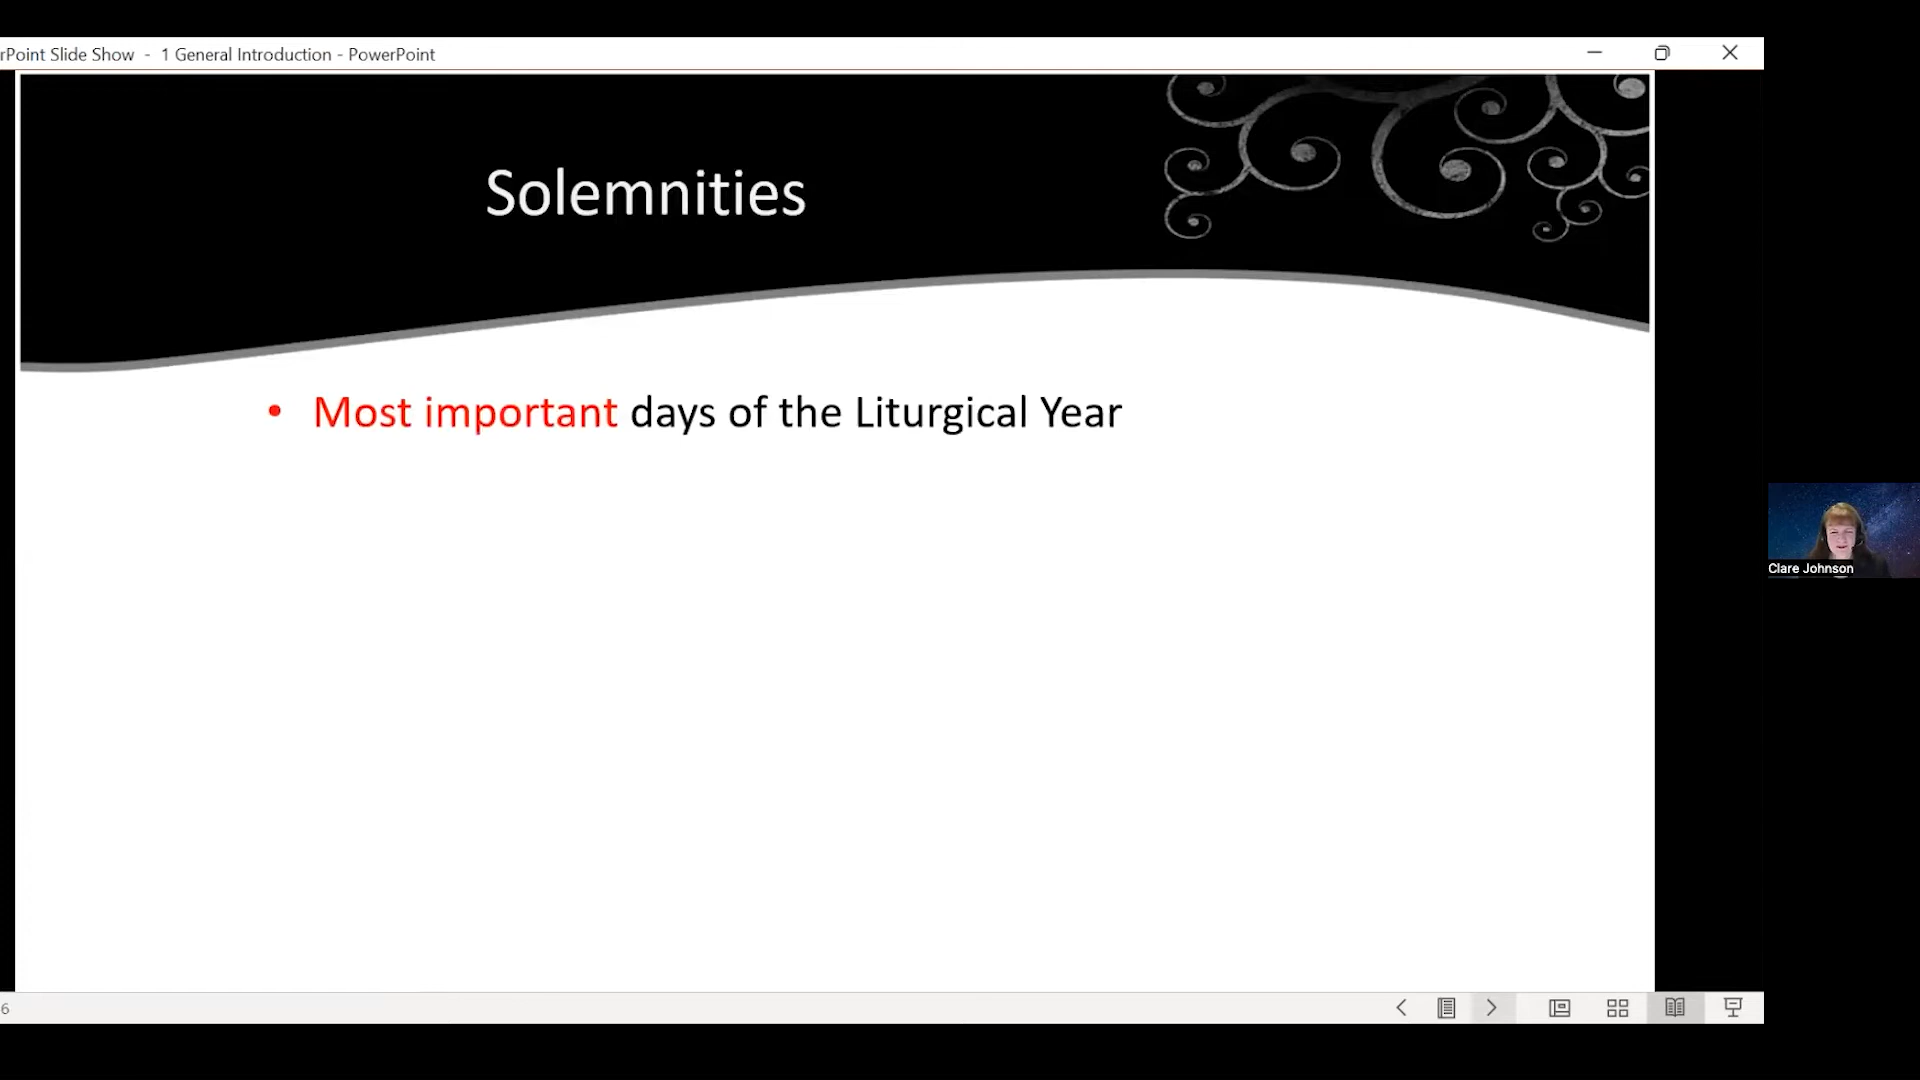 rPoint Slide Show - 1 General Introduction - PowerPoint
Solemnities
• Most important days of the Liturgical Year
Clare Johnson
6